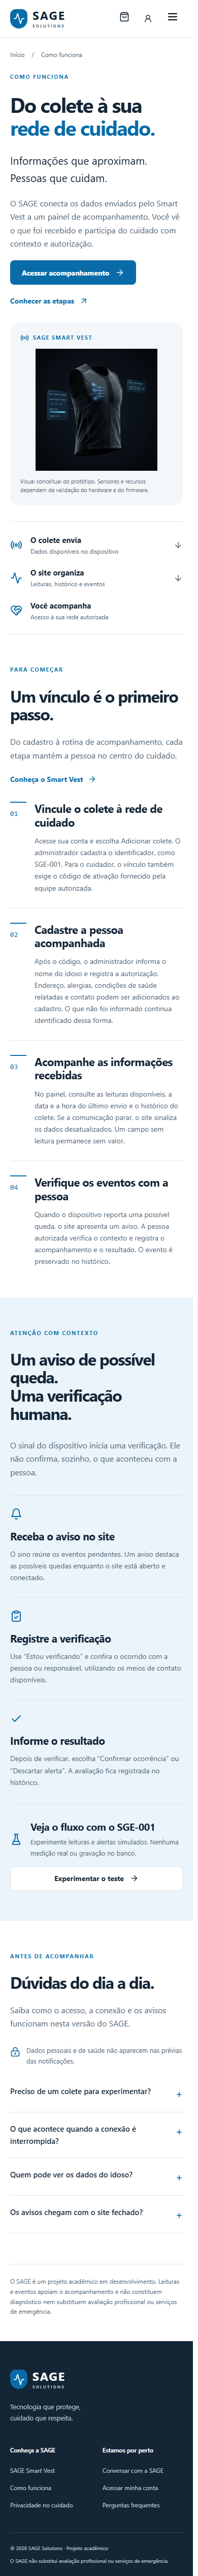 SAGE
SOLUTIONS
Início / Como funciona
COMO FUNCIONA
Do colete à sua
rede de cuidado.
Informações que aproximam.
Pessoas que cuidam.
O SAGE conecta os dados enviados pelo Smart
Vest a um painel de acompanhamento. Você vê
o que foi recebido e participa do cuidado com
contexto e autorização.
Acessar acompanhamento
Conhecer as etapas
SAGE SMART VEST
Visual conceitual do protótipo. Sensores e recursos
dependem da validação do hardware e do firmware.
O colete envia
Dados disponíveis no dispositivo
O site organiza
Leituras, histórico e eventos
Você acompanha
Acesso à sua rede autorizada
PARA COMEÇAR
Um vínculo é o primeiro
passo.
Do cadastro à rotina de acompanhamento, cada
etapa mantém a pessoa no centro do cuidado.
Conheça o Smart Vest
01
Vincule o colete à rede de
cuidado
Acesse sua conta e escolha Adicionar colete. O
administrador cadastra o identificador, como
SGE-001. Para o cuidador, o vínculo também
exige o código de ativação fornecido pela
equipe autorizada.
02
Cadastre a pessoa
acompanhada
Após o código, o administrador informa o
nome do idoso e registra a autorização.
Endereço, alergias, condições de saúde
relatadas e contato podem ser adicionados ao
cadastro. O que não foi informado continua
identificado dessa forma.
03
Acompanhe as informações
recebidas
No painel, consulte as leituras disponíveis, a
data e a hora do último envio e o histórico do
colete. Se a comunicação parar, o site sinaliza
os dados desatualizados. Um campo sem
leitura permanece sem valor.
04
Verifique os eventos com a
pessoa
Quando o dispositivo reporta uma possível
queda, o site apresenta um aviso. A pessoa
autorizada verifica o contexto e registra o
acompanhamento e o resultado. O evento é
preservado no histórico.
ATENÇÃO COM CONTEXTO
Um aviso de possível
queda.
Uma verificação
humana.
O sinal do dispositivo inicia uma verificação. Ele
não confirma, sozinho, o que aconteceu com a
pessoa.
Receba o aviso no site
O sino reúne os eventos pendentes. Um aviso destaca
as possíveis quedas enquanto o site está aberto e
conectado.
Registre a verificação
Use “Estou verificando” e confira o ocorrido com a
pessoa ou responsável, utilizando os meios de contato
disponíveis.
Informe o resultado
Depois de verificar, escolha “Confirmar ocorrência” ou
“Descartar alerta”. A avaliação fica registrada no
histórico.
Veja o fluxo com o SGE-001
Experimente leituras e alertas simulados. Nenhuma
medição real ou gravação no banco.
Experimentar o teste
ANTES DE ACOMPANHAR
Dúvidas do dia a dia.
Saiba como o acesso, a conexão e os avisos
funcionam nesta versão do SAGE.
Dados pessoais e de saúde não aparecem nas prévias
das notificações.
Preciso de um colete para experimentar?
O que acontece quando a conexão é
interrompida?
Quem pode ver os dados do idoso?
Os avisos chegam com o site fechado?
O SAGE é um projeto acadêmico em desenvolvimento. Leituras
e eventos apoiam o acompanhamento e não constituem
diagnóstico nem substituem avaliação profissional ou serviços
de emergência.
SAGE
SOLUTIONS
Tecnologia que protege,
cuidado que respeita.
Conheça a SAGE
Estamos por perto
SAGE Smart Vest
Conversar com a SAGE
Como funciona
Acessar minha conta
Privacidade no cuidado
Perguntas frequentes
© 2026 SAGE Solutions · Projeto acadêmico
O SAGE não substitui avaliação profissional ou serviços de emergência.